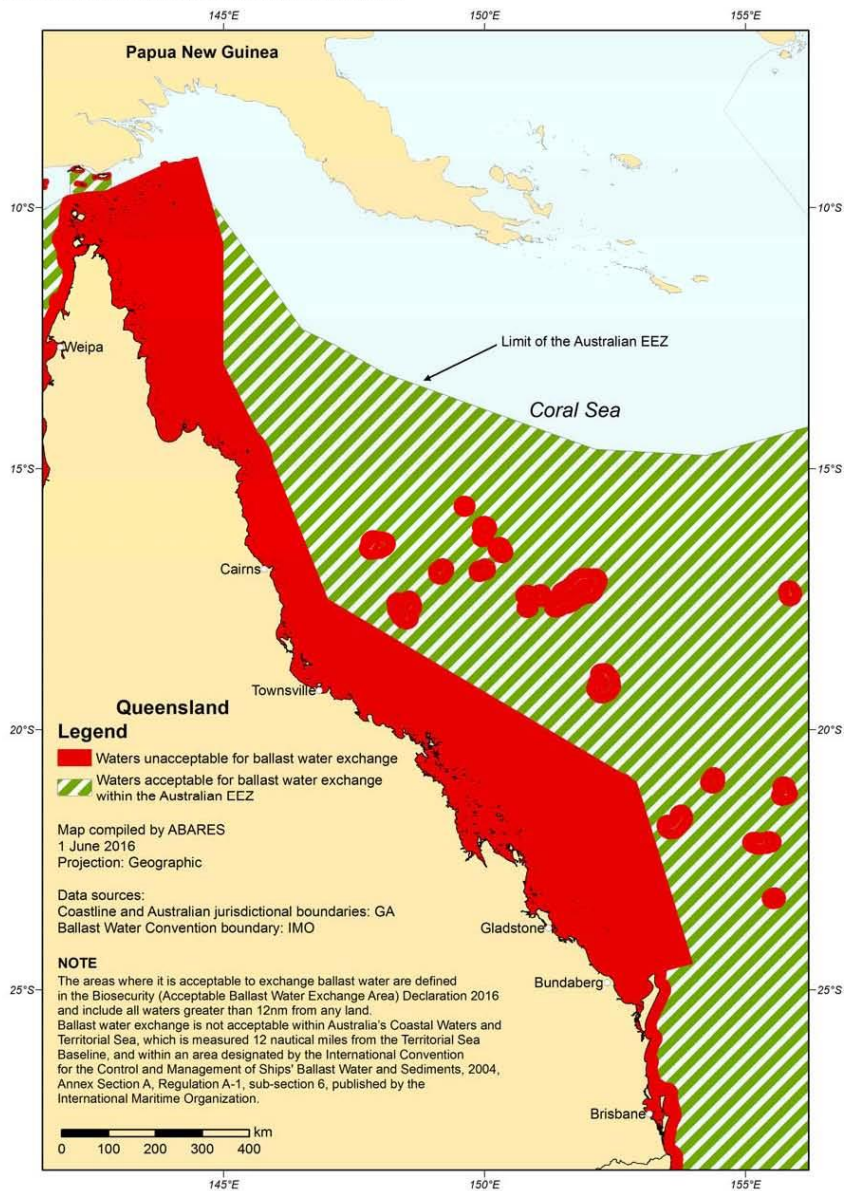 145°E
150°E
155°E
Papua New Guinea
10°S
10°S
Weipa
Limit of the Australian EEZ
Coral Sea
15°S
15°S
Cairns
Townsville
Queensland
20°S
20°S
Legend
Waters unacceptable for ballast water exchange
Waters acceptable for ballast water exchange
within the Australian EEZ
Map compiled by ABARES
1 June 2016
Projection: Geographic
Data sources:
Coastline and Australian jurisdictional boundaries: GA
Ballast Water Convention boundary: IMO
Gladstone
NOTE
The areas where it is acceptable to exchange ballast water are defined
in the Biosecurity (Acceptable Ballast Water Exchange Area) Declaration 2016
and include all waters greater than 12nm from any land.
Ballast water exchange is not acceptable within Australia's Coastal Waters and
Territorial Sea, which is measured 12 nautical miles from the Territorial Sea
Baseline, and within an area designated by the International Convention
for the Control and Management of Ships' Ballast Water and Sediments, 2004,
Annex Section A, Regulation A-1, sub-section 6, published by the
International Maritime Organization.
Bundaberg
25°S
25°S
Brisbane
km
0 100 200 300 400
145°E
150°E
155°E